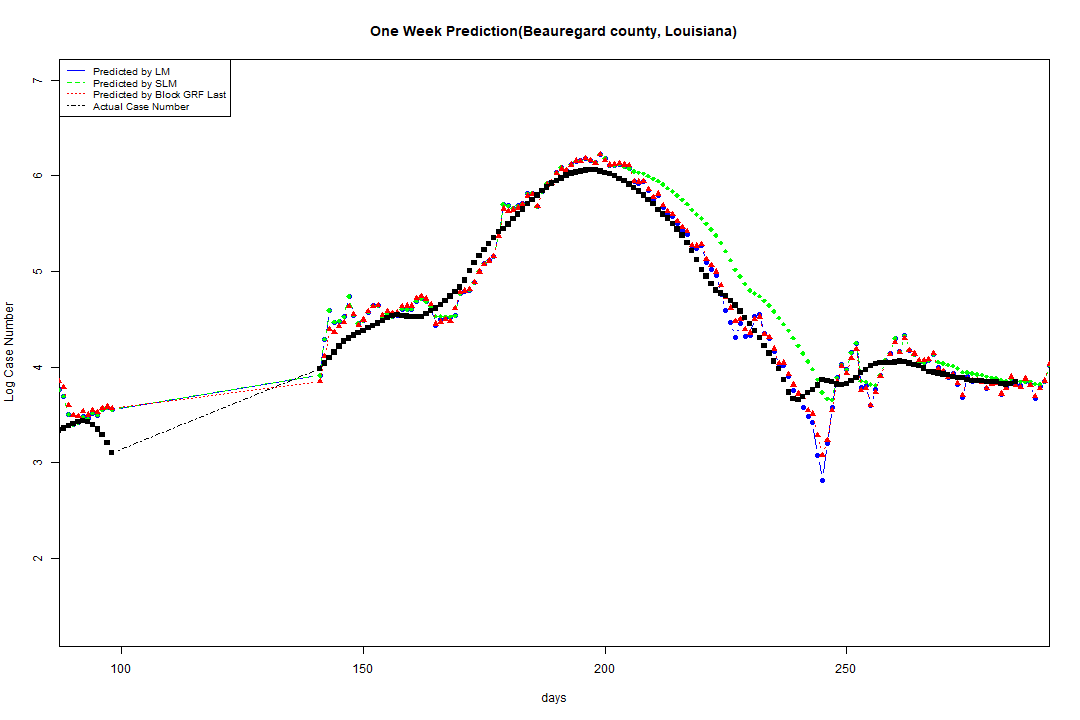 One Week Prediction(Beauregard county, Louisiana)
Predicted by LM
Predicted by SLM
Predicted by Block GRF Last
Actual Case Number
7
6
5
4
3
2
Log Case Number
100 150 200 250
days